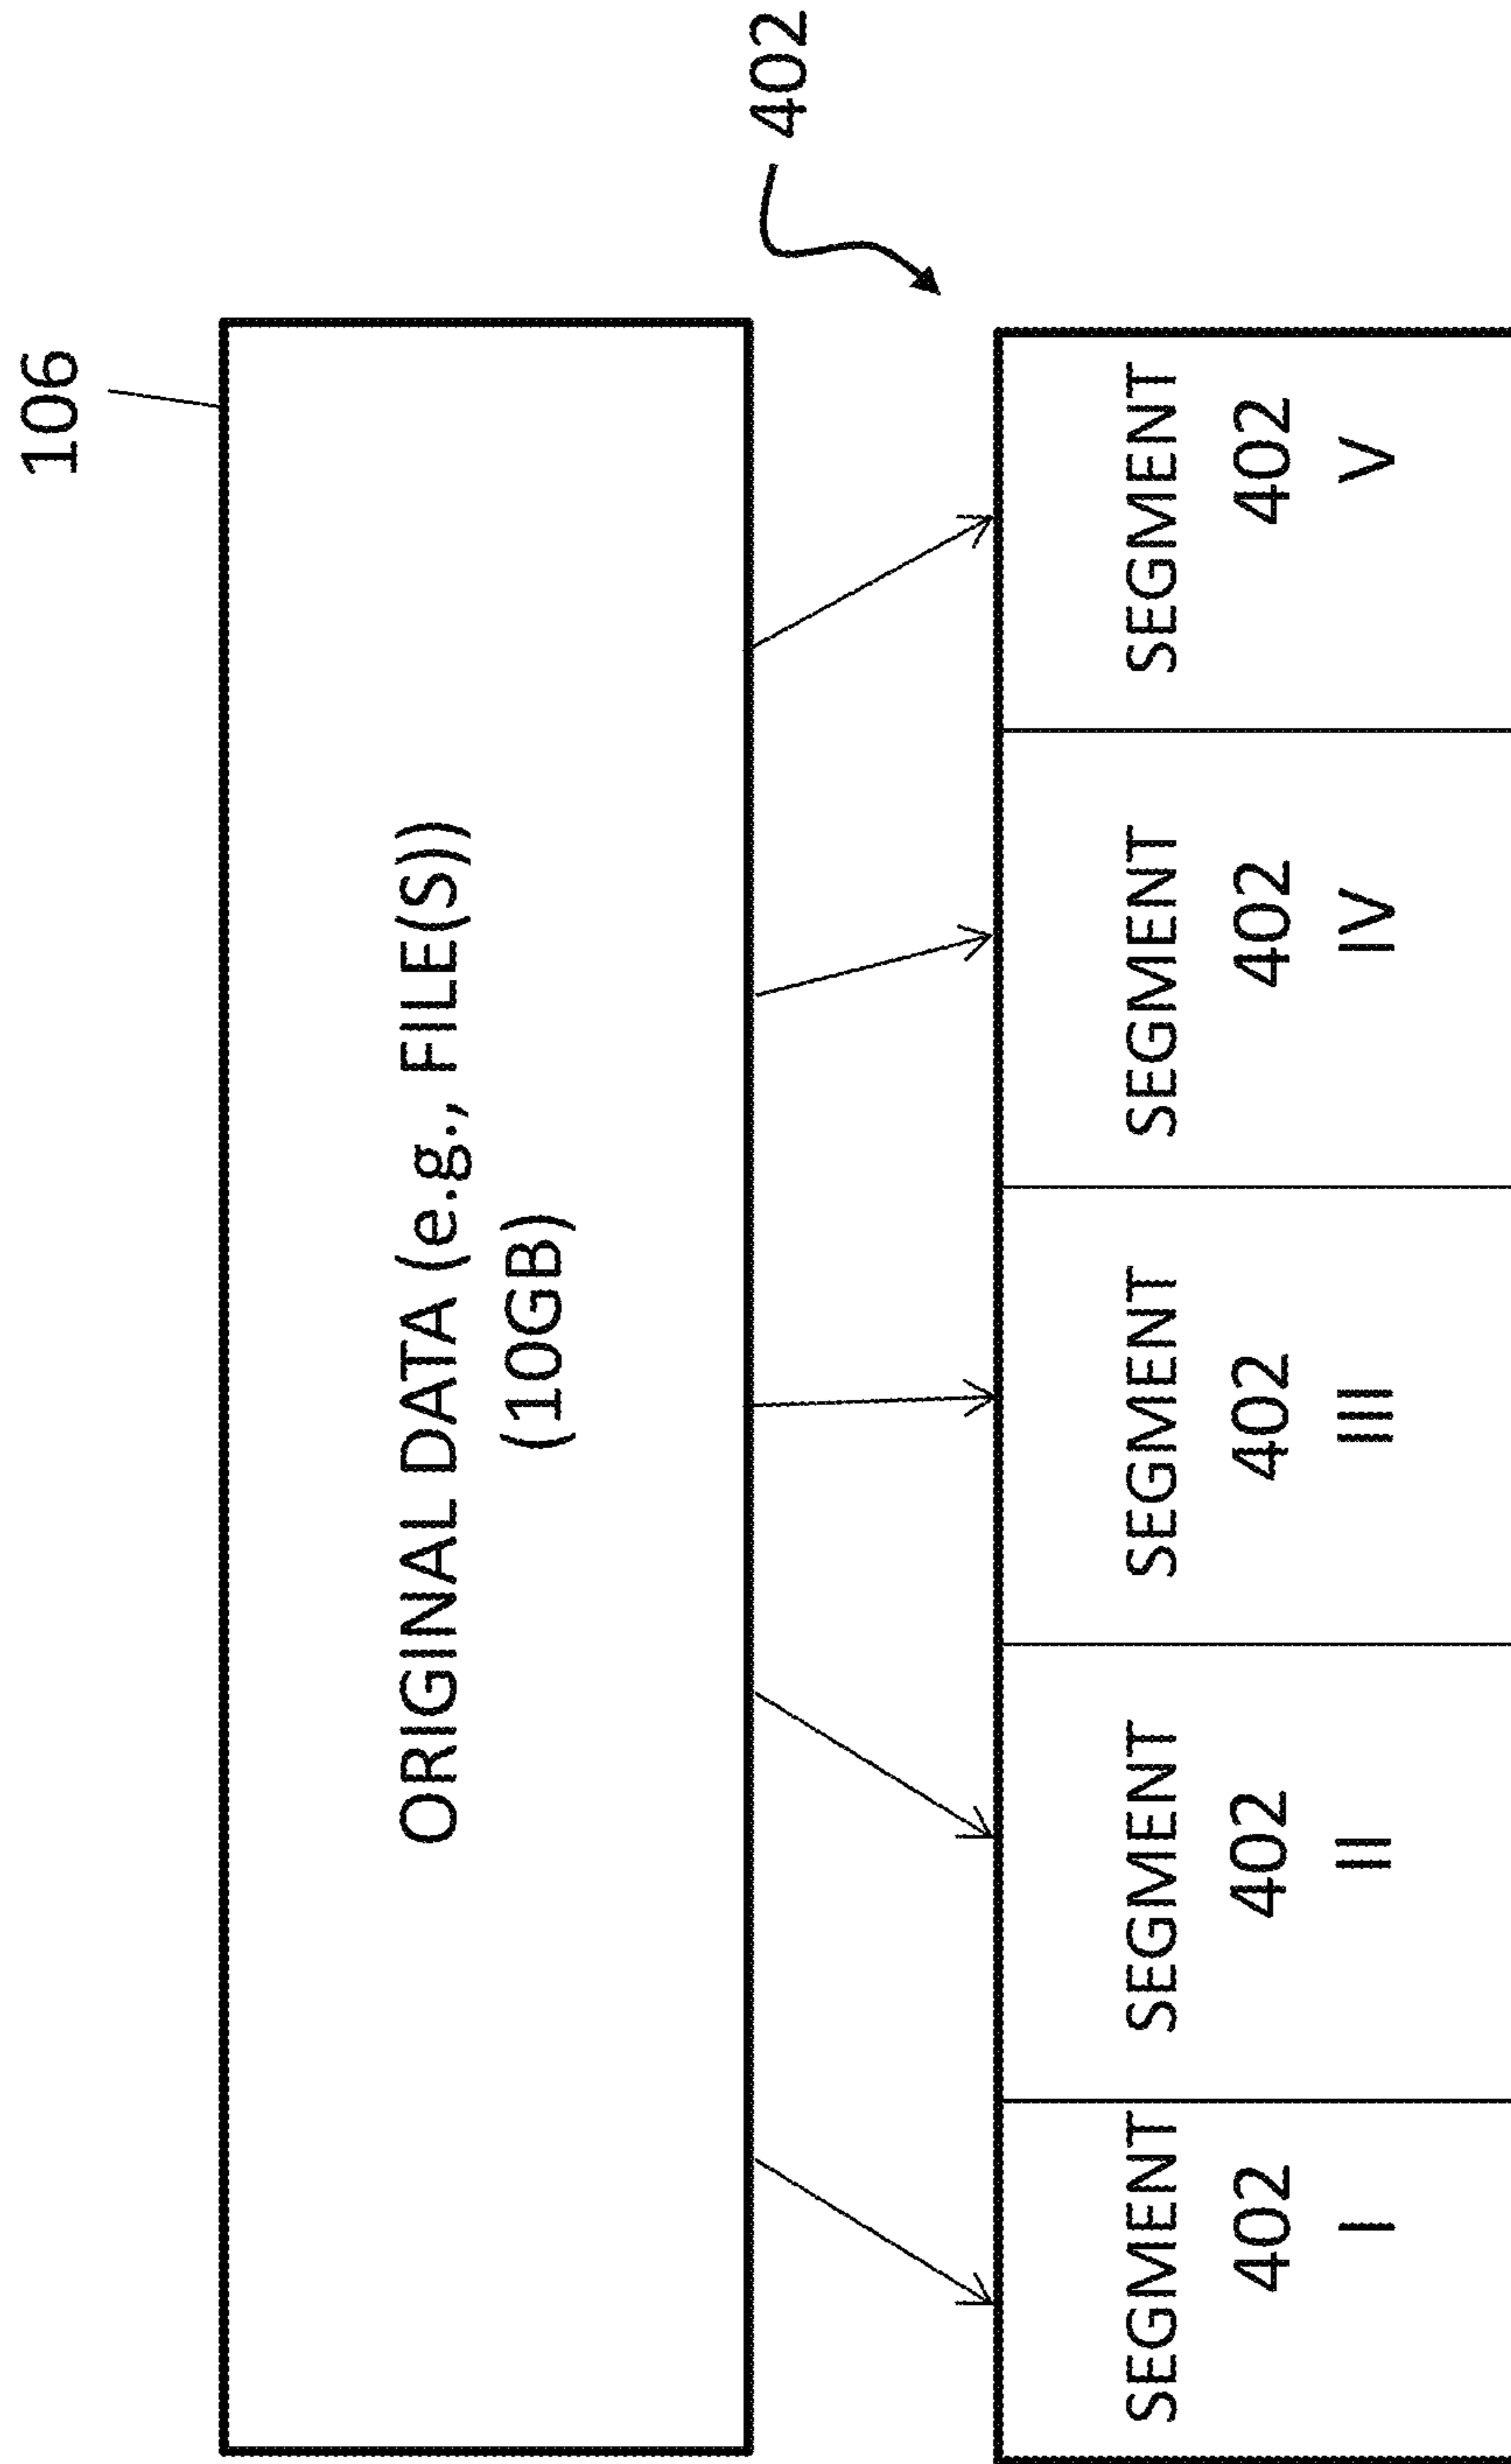 106
ORIGINAL DATA (e.g., FILE(S))
(10GB)
402
SEGMENT
402
I
SEGMENT
402
II
SEGMENT
402
III
SEGMENT
402
IV
SEGMENT
402
V